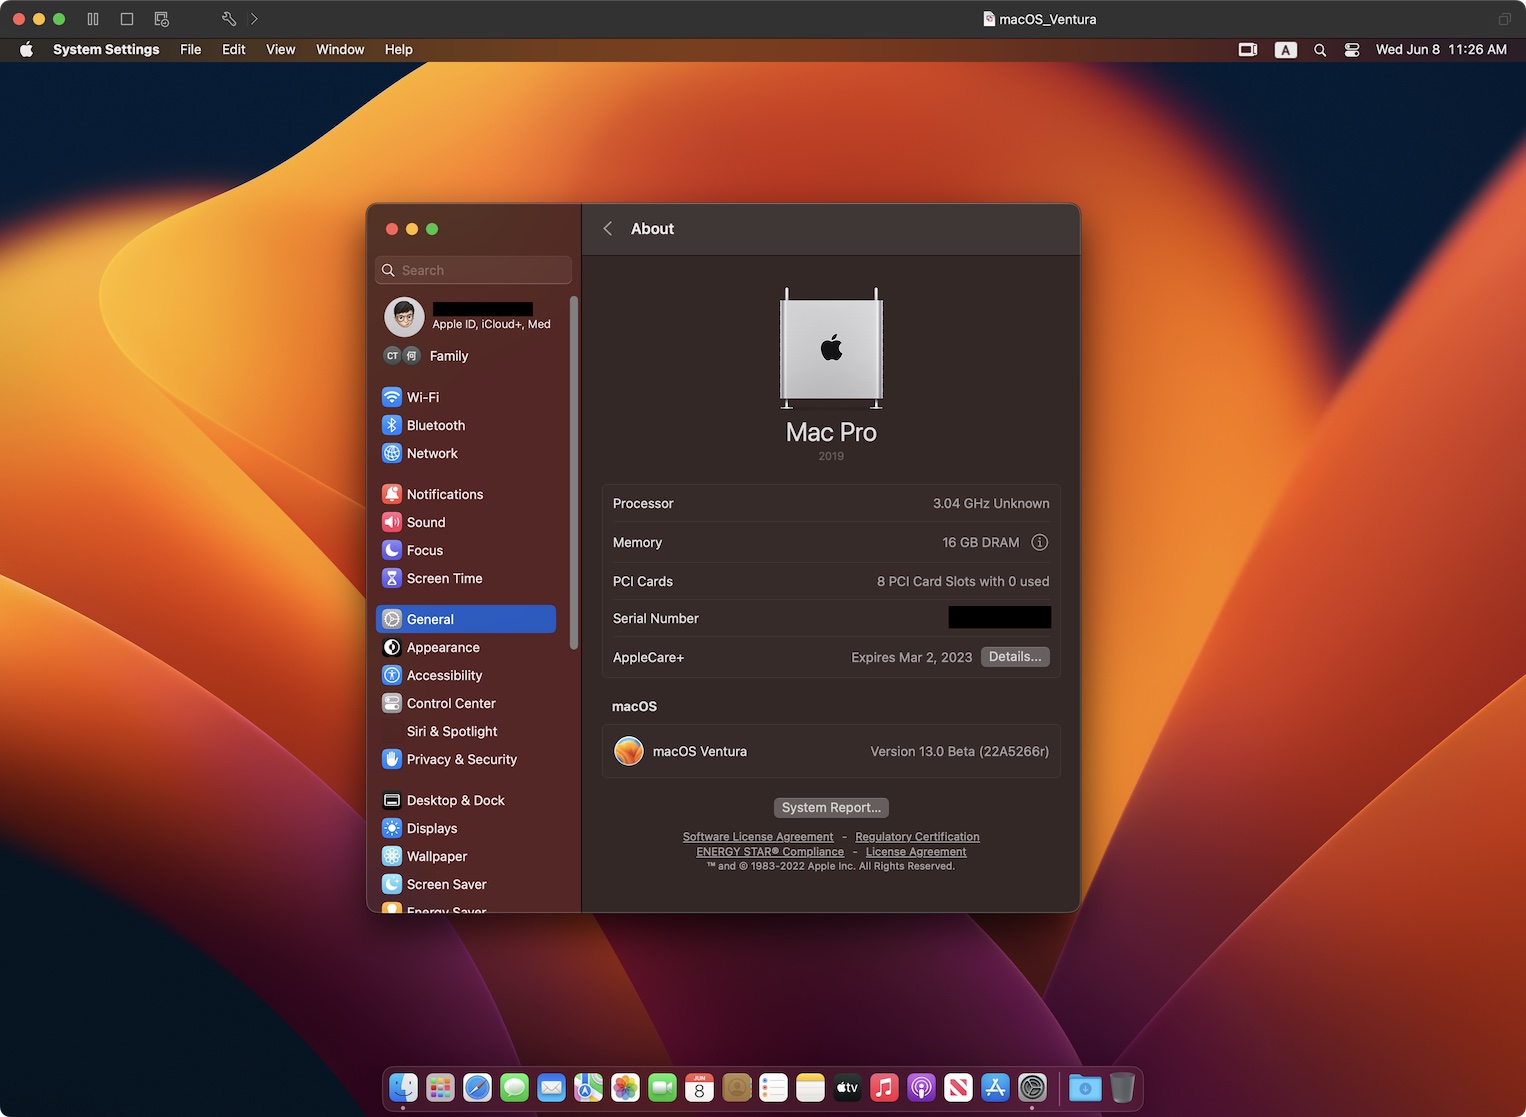 macOS_Ventura
System Settings File Edit View Window Help A Wed Jun 8 11:26 AM
Search
Apple ID, iCloud+, Med
CT 何 Family
Wi-Fi
Bluetooth
Network
Notifications
Sound
Focus
Screen Time
General
Appearance
Accessibility
Control Center
Siri & Spotlight
Privacy & Security
Desktop & Dock
Displays
Wallpaper
Screen Saver
Energy Saver
About
Mac Pro
2019
Processor 3.04 GHz Unknown
Memory 16 GB DRAM
PCI Cards 8 PCI Card Slots with 0 used
Serial Number
AppleCare+ Expires Mar 2, 2023 Details...
macOS
macOS Ventura Version 13.0 Beta (22A5266r)
System Report...
Software License Agreement - Regulatory Certification
ENERGY STAR® Compliance - License Agreement
™ and © 1983-2022 Apple Inc. All Rights Reserved.
JUN
8
tv